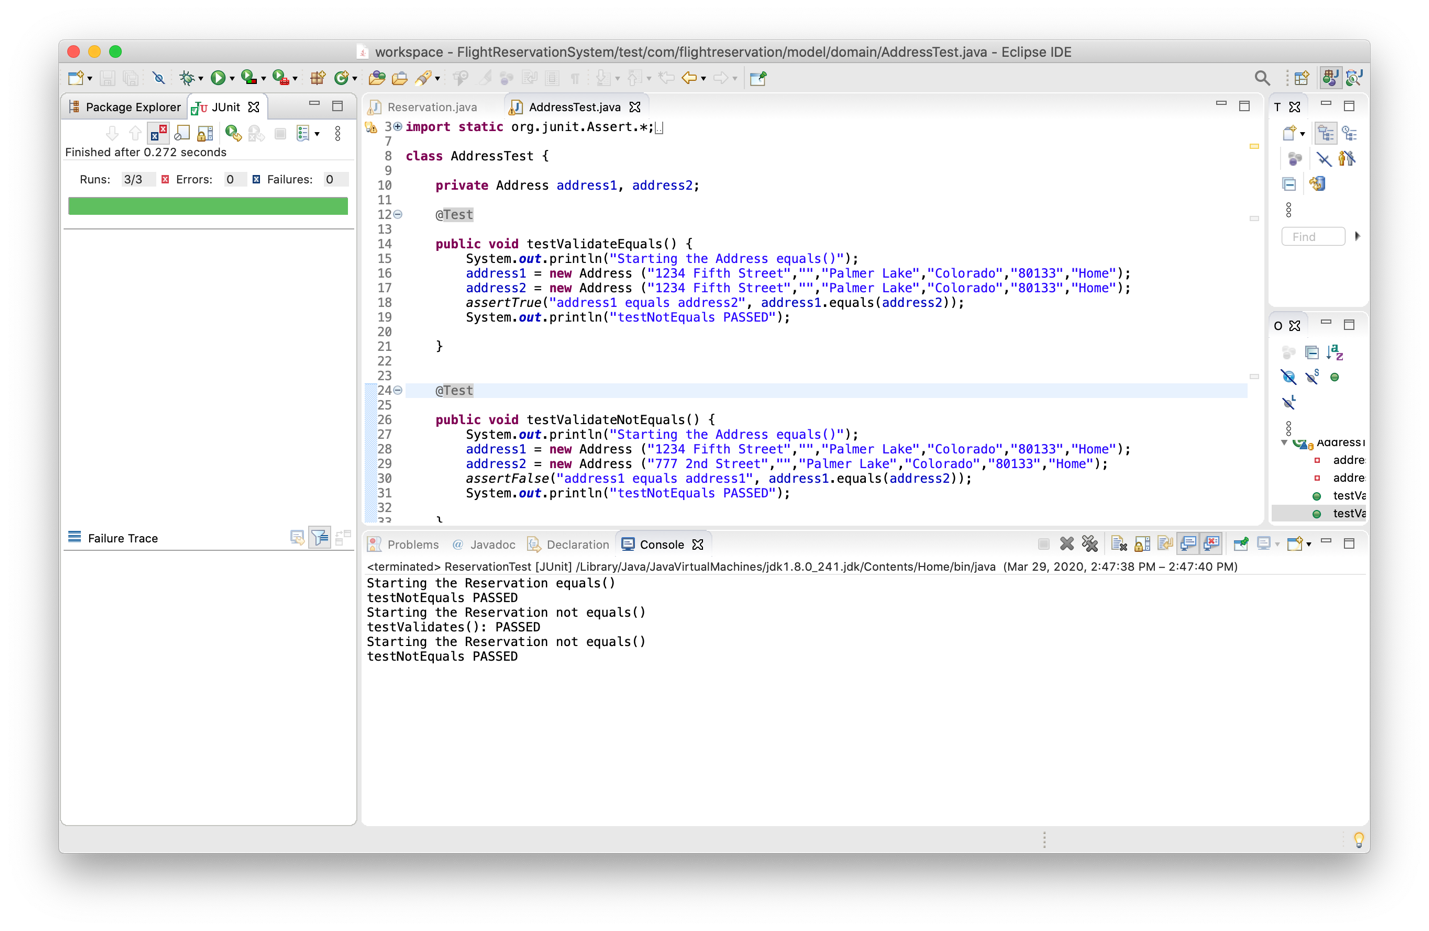 workspace - FlightReservationSystem/test/com/flightreservation/model/domain/AddressTest.java - Eclipse IDE
Package Explorer
JUnit
Finished after 0.272 seconds
Runs: 3/3 Errors: 0 Failures: 0
Failure Trace
Reservation.java
AddressTest.java
3 import static org.junit.Assert.*;
7
8 class AddressTest {
9
10 private Address address1, address2;
11
12 @Test
13
14 public void testValidateEquals() {
15 System.out.println("Starting the Address equals()");
16 address1 = new Address ("1234 Fifth Street","","Palmer Lake","Colorado","80133","Home");
17 address2 = new Address ("1234 Fifth Street","","Palmer Lake","Colorado","80133","Home");
18 assertTrue("address1 equals address2", address1.equals(address2));
19 System.out.println("testNotEquals PASSED");
20
21 }
22
23
24 @Test
25
26 public void testValidateNotEquals() {
27 System.out.println("Starting the Address equals()");
28 address1 = new Address ("1234 Fifth Street","","Palmer Lake","Colorado","80133","Home");
29 address2 = new Address ("777 2nd Street","","Palmer Lake","Colorado","80133","Home");
30 assertFalse("address1 equals address1", address1.equals(address2));
31 System.out.println("testNotEquals PASSED");
32
33 }
T
Find
O
AddressT
addre
addre
testVa
testVa
Problems
@ Javadoc
Declaration
Console
<terminated> ReservationTest [JUnit] /Library/Java/JavaVirtualMachines/jdk1.8.0_241.jdk/Contents/Home/bin/java (Mar 29, 2020, 2:47:38 PM – 2:47:40 PM)
Starting the Reservation equals()
testNotEquals PASSED
Starting the Reservation not equals()
testValidates(): PASSED
Starting the Reservation not equals()
testNotEquals PASSED